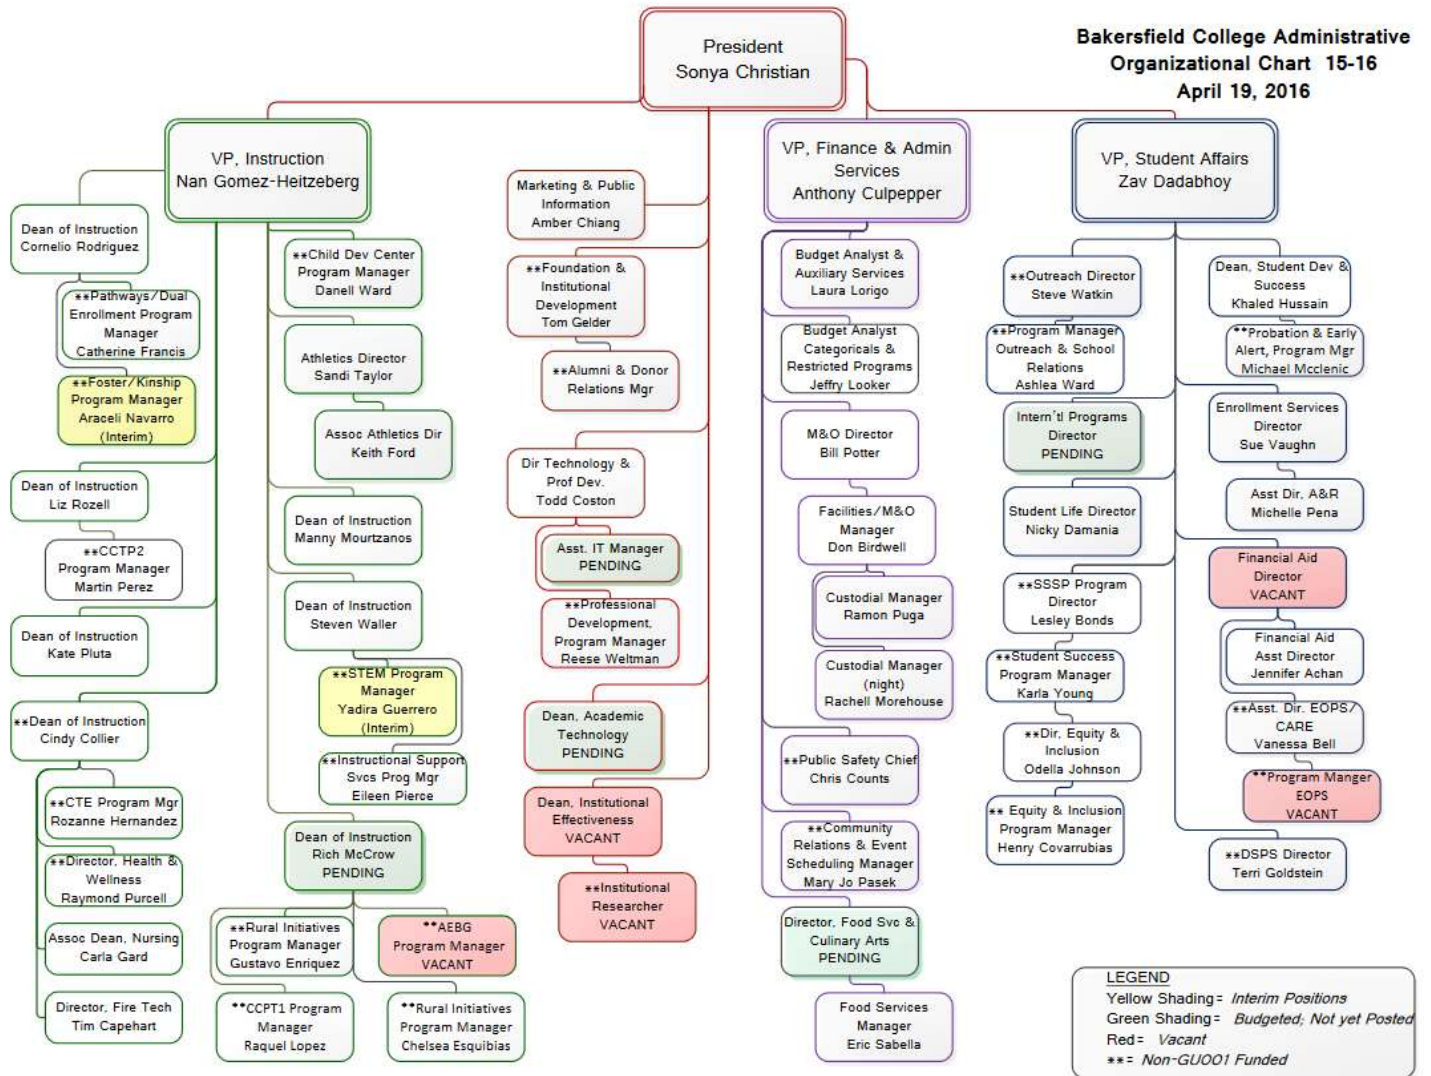 President
Sonya Christian
Bakersfield College Administrative
Organizational Chart 15-16
April 19, 2016
VP, Instruction
Nan Gomez-Heitzeberg
Dean of Instruction
Cornelio Rodriguez
**Pathways/Dual
Enrollment Program
Manager
Catherine Francis
**Foster/Kinship
Program Manager
Araceli Navarro
(Interim)
Dean of Instruction
Liz Rozell
**CCTP2
Program Manager
Martin Perez
Dean of Instruction
Kate Pluta
**Dean of Instruction
Cindy Collier
**CTE Program Mgr
Rozanne Hernandez
**Director, Health &
Wellness
Raymond Purcell
Assoc Dean, Nursing
Carla Gard
Director, Fire Tech
Tim Capehart
**Child Dev Center
Program Manager
Danell Ward
Athletics Director
Sandi Taylor
Assoc Athletics Dir
Keith Ford
Dean of Instruction
Manny Mourtzanos
Dean of Instruction
Steven Waller
**STEM Program
Manager
Yadira Guerrero
(Interim)
**Instructional Support
Svcs Prog Mgr
Eileen Pierce
Dean of Instruction
Rich McCrow
PENDING
**Rural Initiatives
Program Manager
Gustavo Enriquez
**AEBG
Program Manager
VACANT
**CCPT1 Program
Manager
Raquel Lopez
**Rural Initiatives
Program Manager
Chelsea Esquibias
Marketing & Public
Information
Amber Chiang
**Foundation &
Institutional
Development
Tom Gelder
**Alumni & Donor
Relations Mgr
Dir Technology &
Prof Dev.
Todd Coston
Asst. IT Manager
PENDING
**Professional
Development,
Program Manager
Reese Weltman
Dean, Academic
Technology
PENDING
Dean, Institutional
Effectiveness
VACANT
**Institutional
Researcher
VACANT
VP, Finance & Admin
Services
Anthony Culpepper
Budget Analyst &
Auxiliary Services
Laura Lorigo
Budget Analyst
Categoricals &
Restricted Programs
Jeffry Looker
M&O Director
Bill Potter
Facilities/M&O
Manager
Don Birdwell
Custodial Manager
Ramon Puga
Custodial Manager
(night)
Rachell Morehouse
**Public Safety Chief
Chris Counts
**Community
Relations & Event
Scheduling Manager
Mary Jo Pasek
Director, Food Svc &
Culinary Arts
PENDING
Food Services
Manager
Eric Sabella
VP, Student Affairs
Zav Dadabhoy
**Outreach Director
Steve Watkin
**Program Manager
Outreach & School
Relations
Ashlea Ward
Intern'tl Programs
Director
PENDING
Student Life Director
Nicky Damania
**SSSP Program
Director
Lesley Bonds
**Student Success
Program Manager
Karla Young
**Dir, Equity &
Inclusion
Odella Johnson
** Equity & Inclusion
Program Manager
Henry Covarrubias
Dean, Student Dev &
Success
Khaled Hussain
**Probation & Early
Alert, Program Mgr
Michael Mcclenic
Enrollment Services
Director
Sue Vaughn
Asst Dir, A&R
Michelle Pena
Financial Aid
Director
VACANT
Financial Aid
Asst Director
Jennifer Achan
**Asst. Dir. EOPS/
CARE
Vanessa Bell
**Program Manger
EOPS
VACANT
**DSPS Director
Terri Goldstein
LEGEND
Yellow Shading= Interim Positions
Green Shading= Budgeted; Not yet Posted
Red= Vacant
**= Non-GU001 Funded